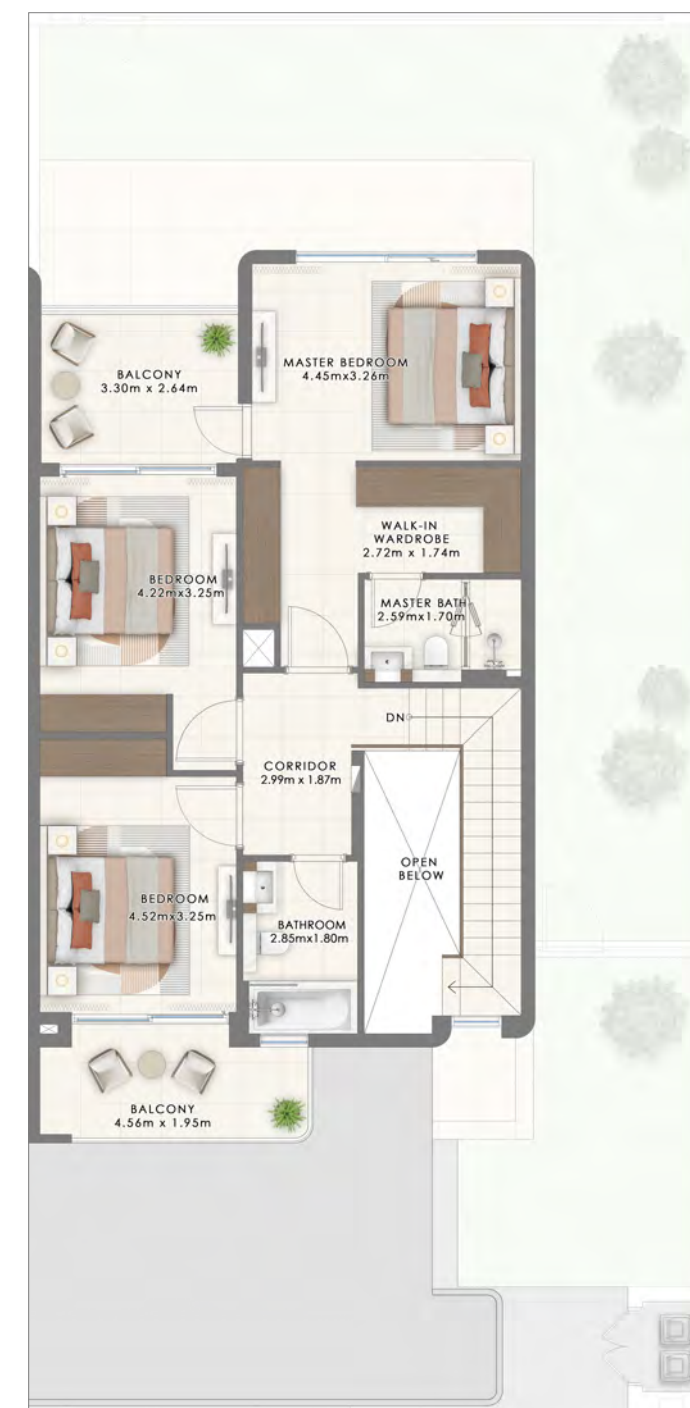 MASTER BEDROOM
4.45mx3.26m
BALCONY
3.30m x 2.64m
WALK-IN
WARDROBE
2.72m x 1.74m
BEDROOM
4.22mx3.25m
MASTER BATH
2.59mx1.70m
DN
CORRIDOR
2.99m x 1.87m
OPEN
BELOW
BEDROOM
4.52mx3.25m
BATHROOM
2.85mx1.80m
BALCONY
4.56m x 1.95m